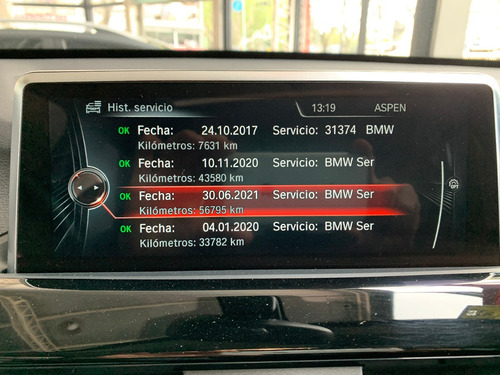 Hist. servicio 13:19 ASPEN
OK Fecha: 24.10.2017 Servicio: 31374 BMW
Kilómetros: 7631 km
OK Fecha: 10.11.2020 Servicio: BMW Ser
Kilómetros: 43580 km
OK Fecha: 30.06.2021 Servicio: BMW Ser
Kilómetros: 56795 km
OK Fecha: 04.01.2020 Servicio: BMW Ser
Kilómetros: 33782 km